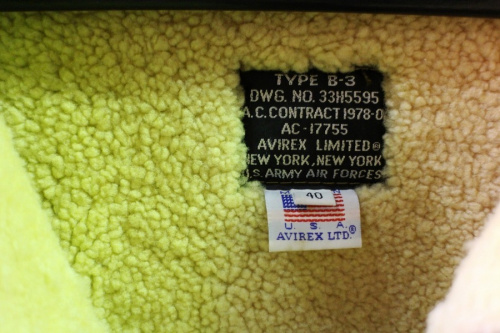 TYPE B-3
DWG. NO. 33H5595
A.C. CONTRACT 1978-0
AC-17755
AVIREX LIMITED®
NEW YORK, NEW YORK
U.S. ARMY AIR FORCES
40
U. S. A.
AVIREX LTD.®